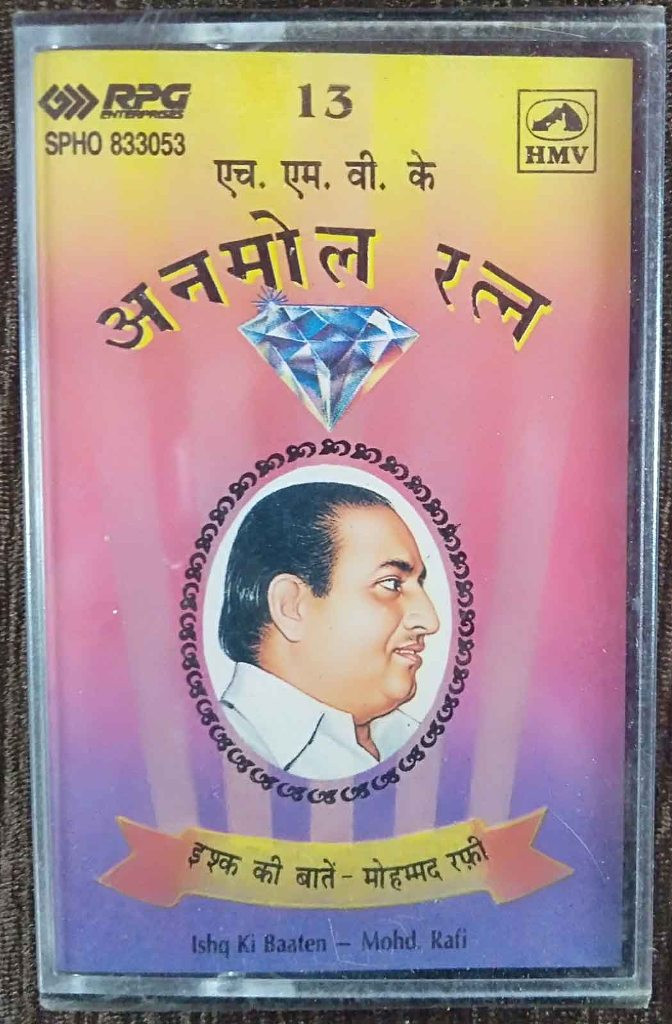 RPG
ENTERPRISES
SPHO 833053
13
HMV
एच. एम. वी. के
अनमोल रत्न
इश्क की बातें - मोहम्मद रफ़ी
Ishq Ki Baaten – Mohd. Rafi